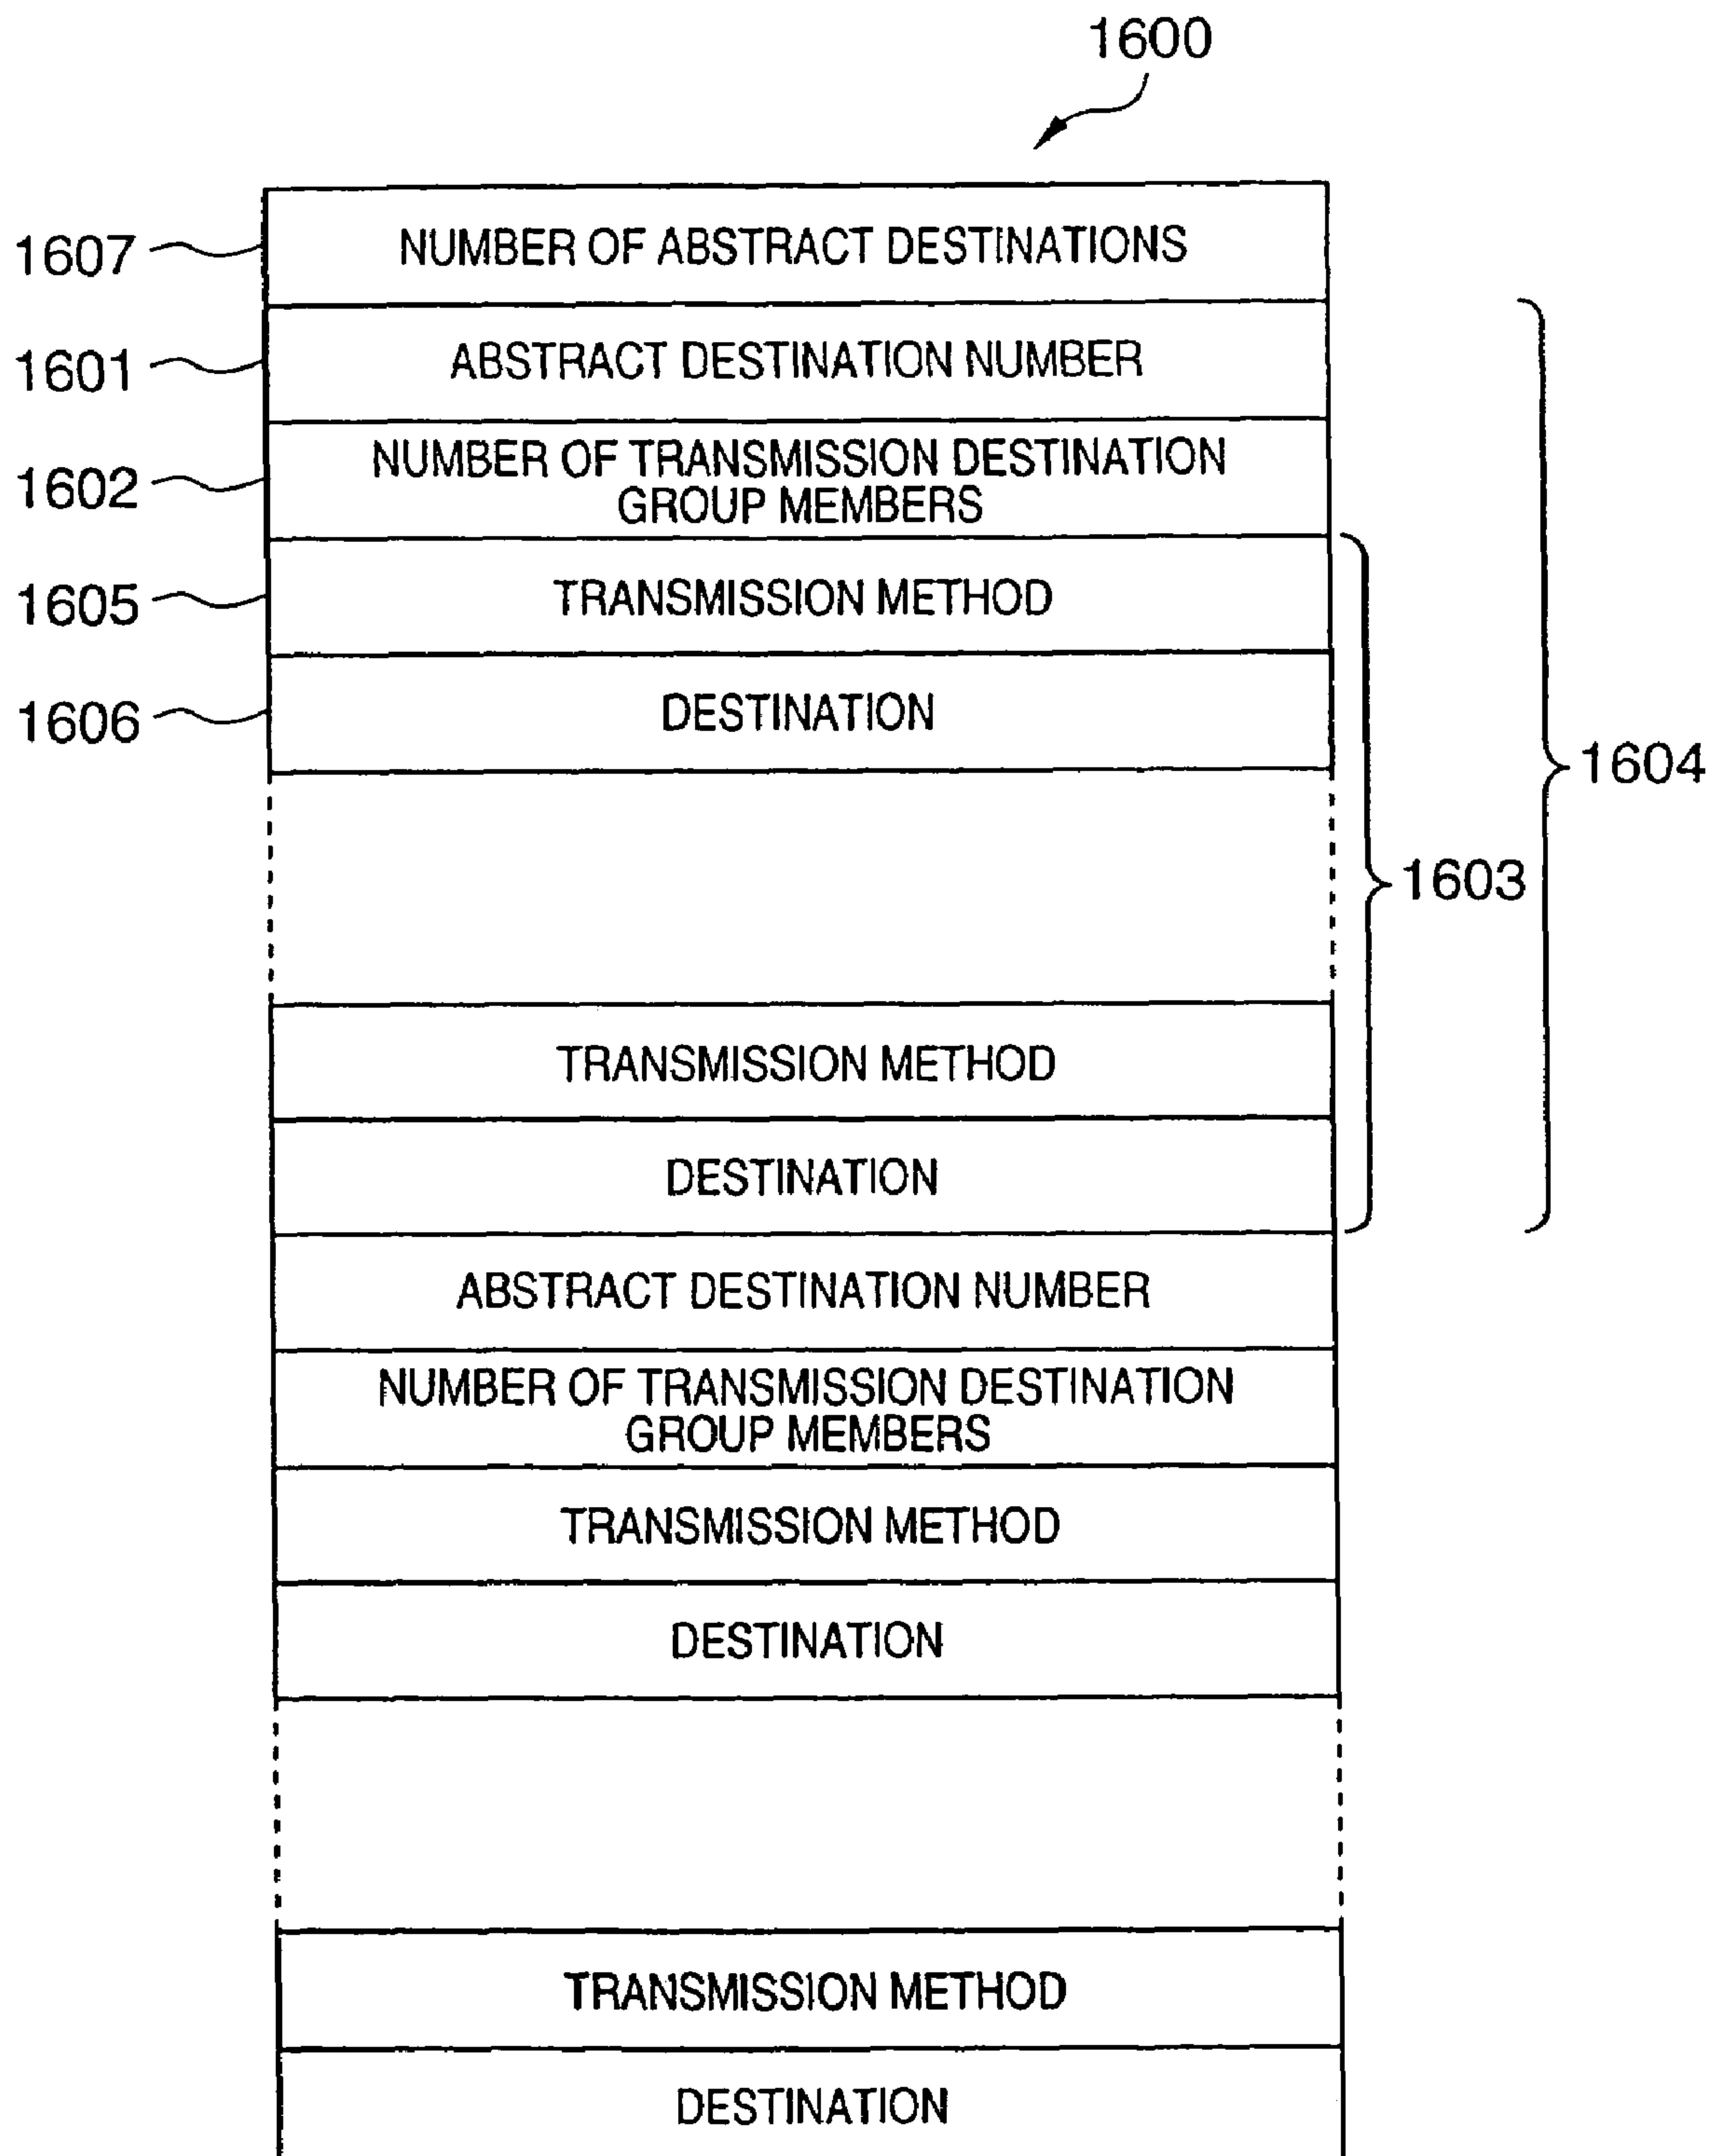 1600
1607
NUMBER OF ABSTRACT DESTINATIONS
1601
ABSTRACT DESTINATION NUMBER
1602
NUMBER OF TRANSMISSION DESTINATION
GROUP MEMBERS
1605
TRANSMISSION METHOD
1606
DESTINATION
1604
1603
TRANSMISSION METHOD
DESTINATION
ABSTRACT DESTINATION NUMBER
NUMBER OF TRANSMISSION DESTINATION
GROUP MEMBERS
TRANSMISSION METHOD
DESTINATION
TRANSMISSION METHOD
DESTINATION